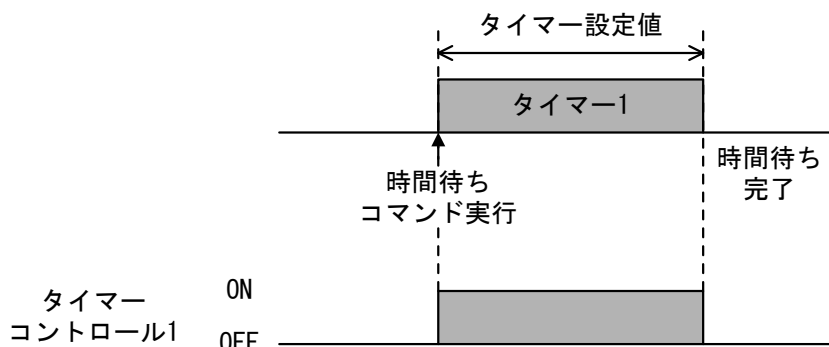 タイマー設定値
タイマー1
時間待ち
完了
時間待ち
コマンド実行
ON
タイマー
コントロール1
OFF